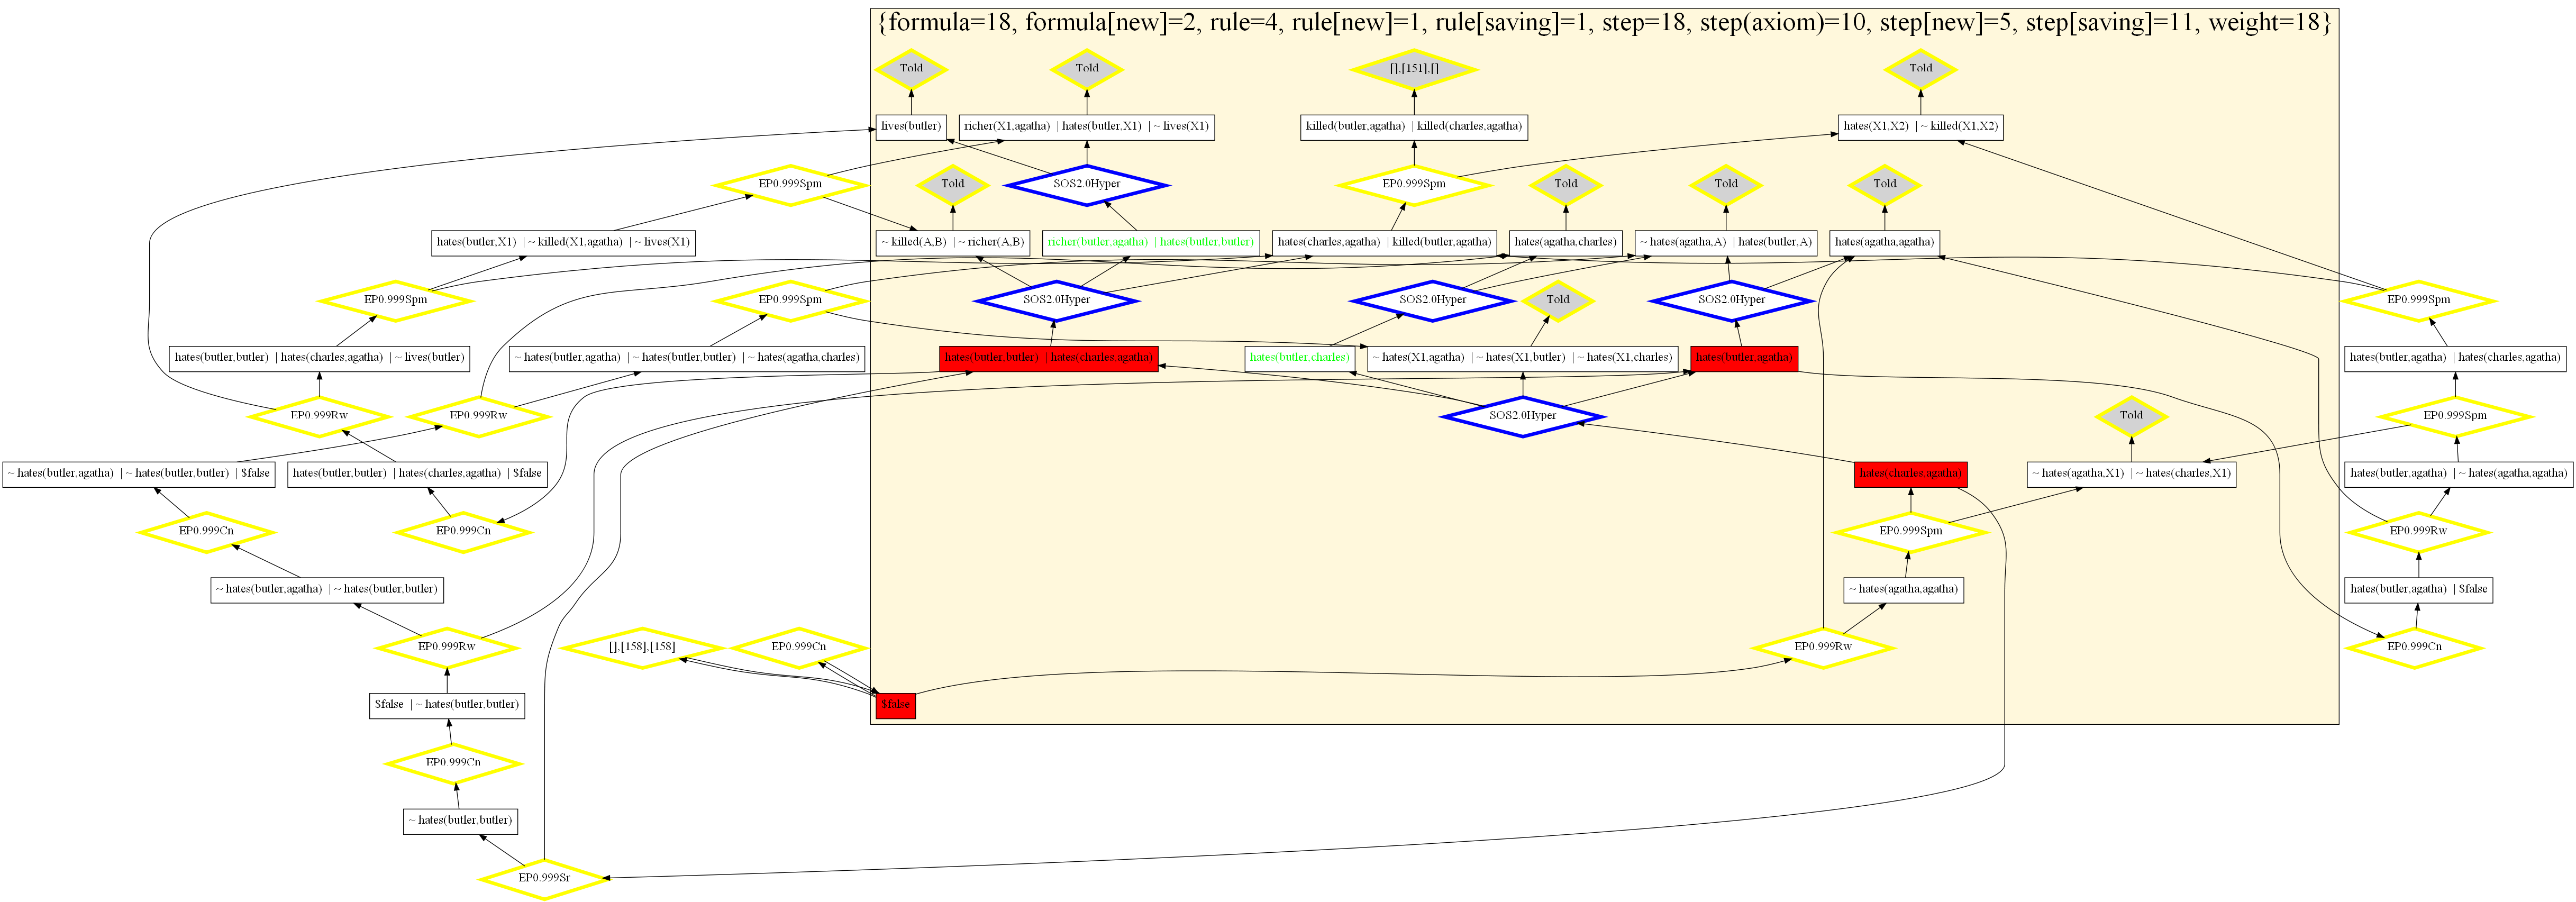 {formula=18, formula[new]=2, rule=4, rule[new]=1, rule[saving]=1, step=18, step(axiom)=10, step[new]=5, step[saving]=11, weight=18}
Told
Told
[].[151].[]
Told
lives(butler)
richer(X1,agatha) | hates(butler,X1) | ~ lives(X1)
killed(butler,agatha) | killed(charles,agatha)
hates(X1,X2) | ~ killed(X1,X2)
EP0.999Spm
Told
SOS2.0Hyper
EP0.999Spm
Told
Told
Told
hates(butler,X1) | ~ killed(X1,agatha) | ~ lives(X1)
~ killed(A,B) | ~ richer(A,B)
richer(butler,agatha) | hates(butler,butler)
hates(charles,agatha) | killed(butler,agatha)
hates(agatha,charles)
~ hates(agatha,A) | hates(butler,A)
hates(agatha,agatha)
EP0.999Spm
EP0.999Spm
SOS2.0Hyper
SOS2.0Hyper
Told
SOS2.0Hyper
EP0.999Spm
hates(butler,butler) | hates(charles,agatha) | ~ lives(butler)
~ hates(butler,agatha) | ~ hates(butler,butler) | ~ hates(agatha,charles)
hates(butler,butler) | hates(charles,agatha)
hates(butler,charles)
~ hates(X1,agatha) | ~ hates(X1,butler) | ~ hates(X1,charles)
hates(butler,agatha)
hates(butler,agatha) | hates(charles,agatha)
EP0.999Rw
EP0.999Rw
SOS2.0Hyper
Told
EP0.999Spm
~ hates(butler,agatha) | ~ hates(butler,butler) | $false
hates(butler,butler) | hates(charles,agatha) | $false
hates(charles,agatha)
~ hates(agatha,X1) | ~ hates(charles,X1)
hates(butler,agatha) | ~ hates(agatha,agatha)
EP0.999Cn
EP0.999Cn
EP0.999Spm
EP0.999Rw
~ hates(butler,agatha) | ~ hates(butler,butler)
~ hates(agatha,agatha)
hates(butler,agatha) | $false
EP0.999Rw
[].[158].[158]
EP0.999Cn
EP0.999Rw
EP0.999Cn
$false | ~ hates(butler,butler)
$false
EP0.999Cn
~ hates(butler,butler)
EP0.999Sr